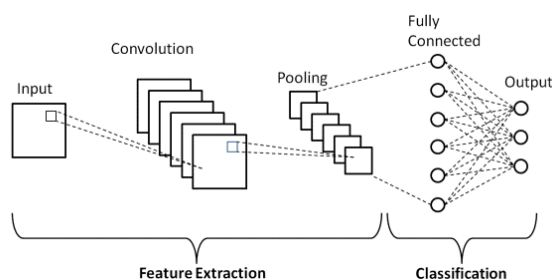 Fully
Connected
Convolution
Pooling
Input
Output
Feature Extraction
Classification